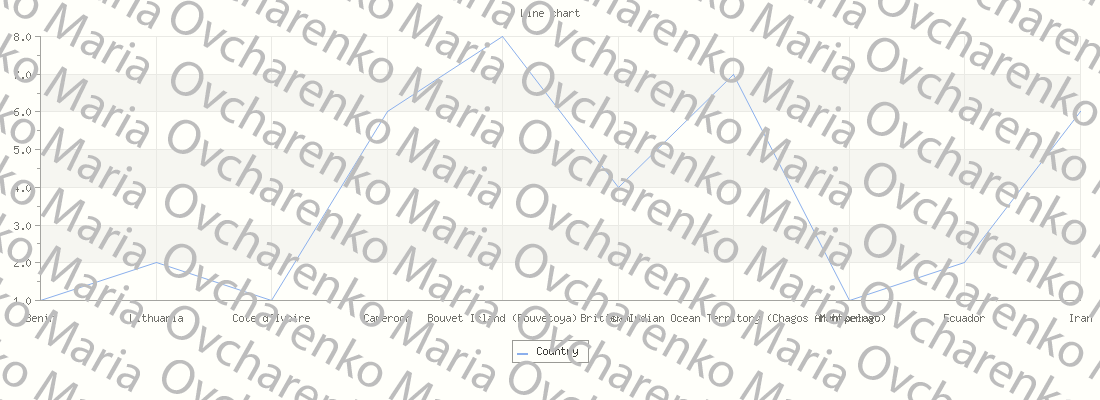 Line chart
8.0
7.0
6.0
5.0
4.0
3.0
2.0
1.0
Benin Lithuania Cote d'Ivoire Cameroon Bouvet Island (Bouvetoya) British Indian Ocean Territory (Chagos Archipelago) Montserrat Ecuador Iran
Country
Ovcharenko Maria